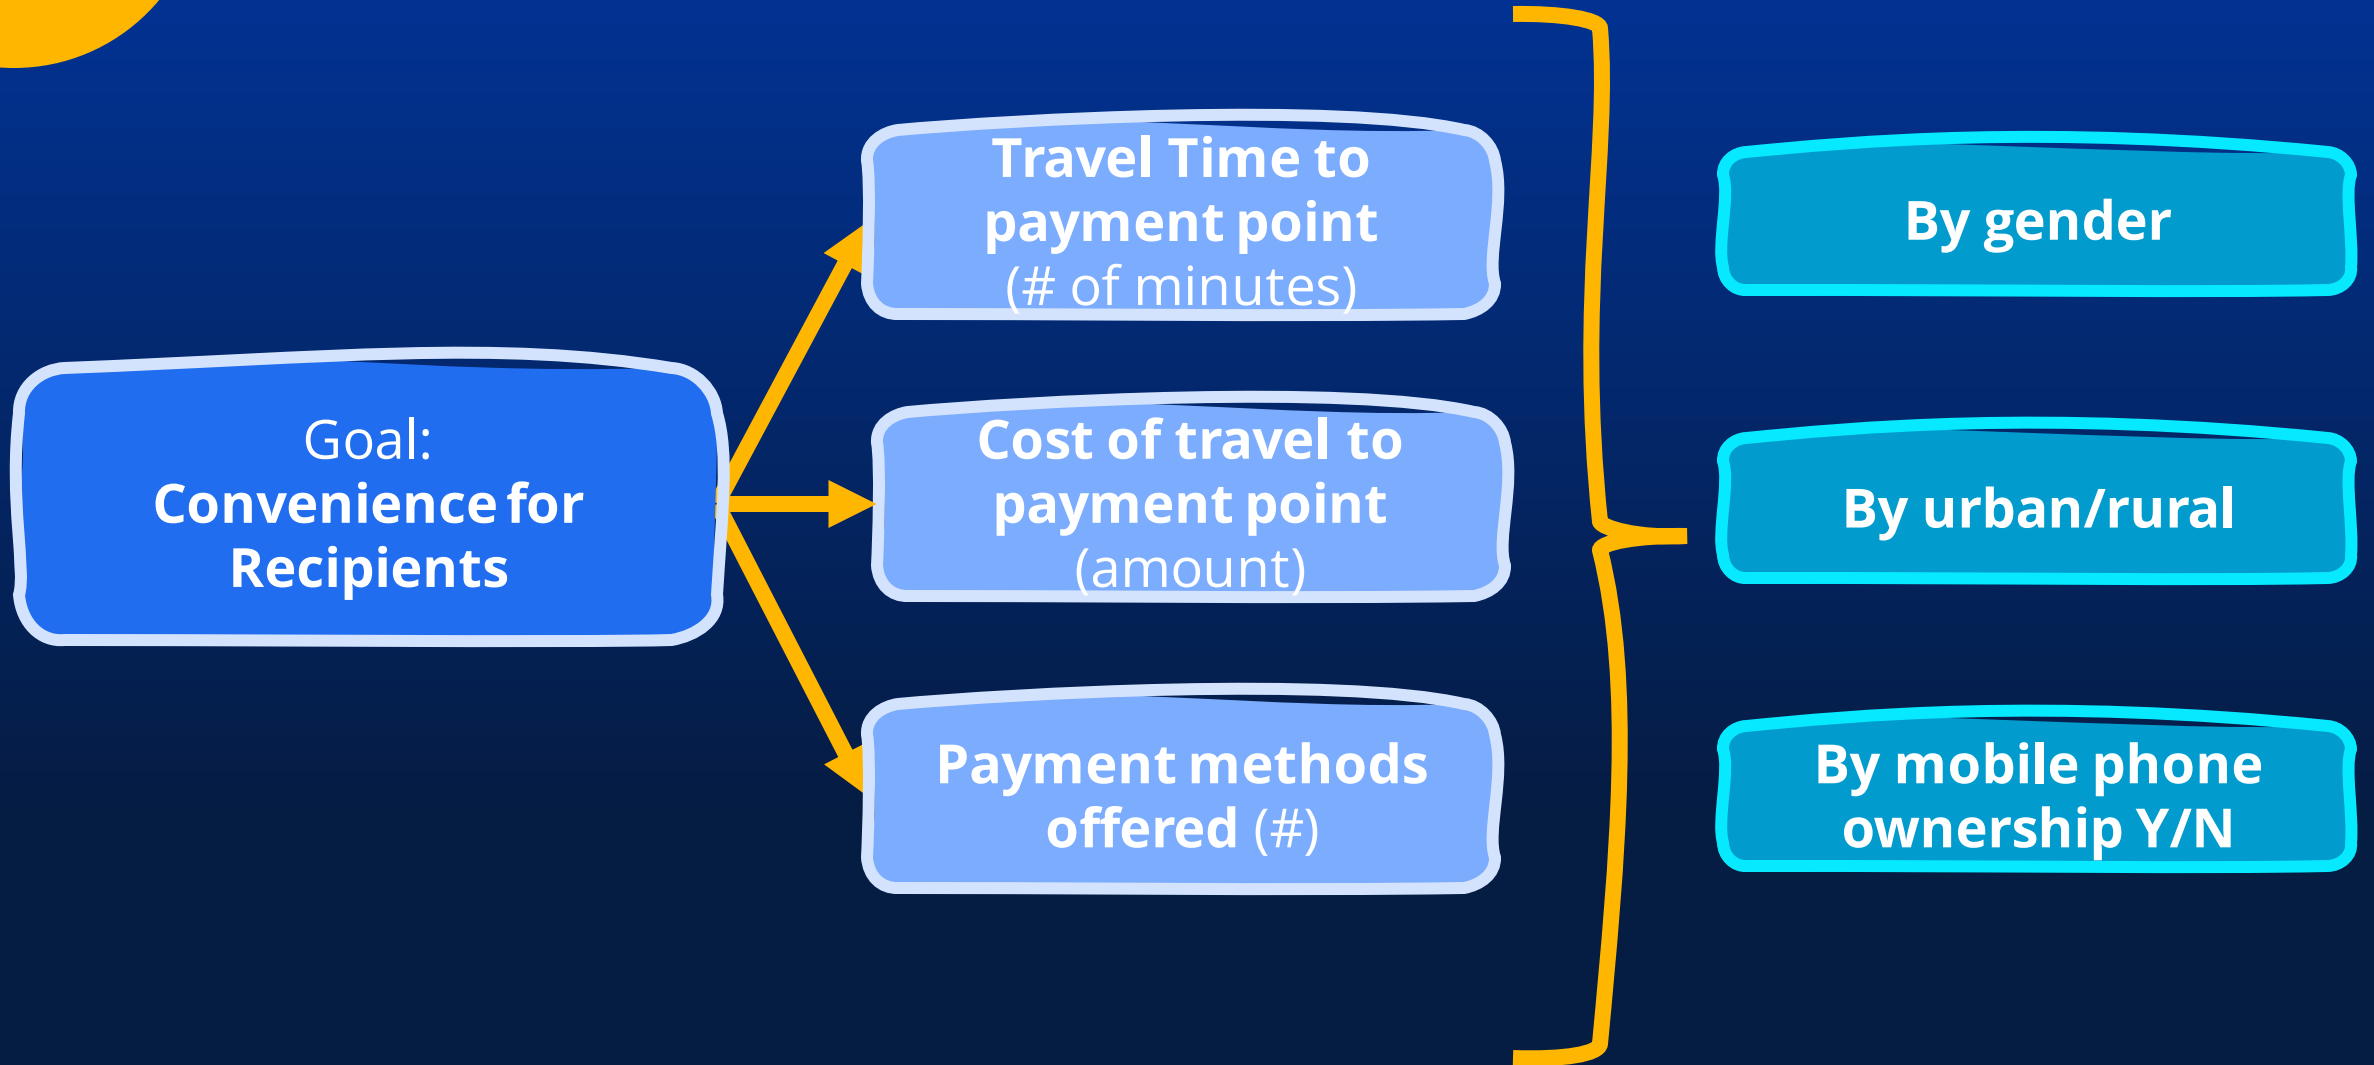 Goal:
Convenience for
Recipients
Travel Time to
payment point
(# of minutes)
Cost of travel to
payment point
(amount)
Payment methods
offered (#)
By gender
By urban/rural
By mobile phone
ownership Y/N